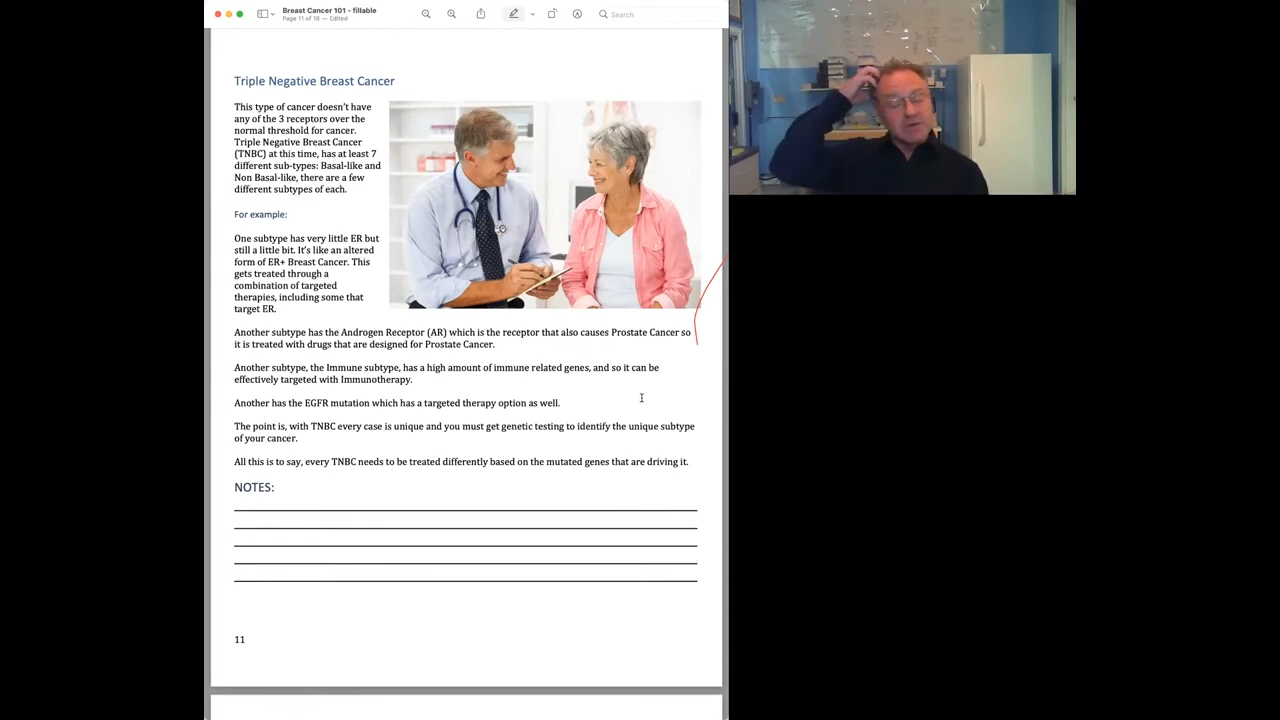 Breast Cancer 101 - fillable
Page 11 of 18 — Edited
Search
Triple Negative Breast Cancer
This type of cancer doesn't have
any of the 3 receptors over the
normal threshold for cancer.
Triple Negative Breast Cancer
(TNBC) at this time, has at least 7
different sub-types: Basal-like and
Non Basal-like, there are a few
different subtypes of each.
For example:
One subtype has very little ER but
still a little bit. It's like an altered
form of ER+ Breast Cancer. This
gets treated through a
combination of targeted
therapies, including some that
target ER.
Another subtype has the Androgen Receptor (AR) which is the receptor that also causes Prostate Cancer so
it is treated with drugs that are designed for Prostate Cancer.
Another subtype, the Immune subtype, has a high amount of immune related genes, and so it can be
effectively targeted with Immunotherapy.
Another has the EGFR mutation which has a targeted therapy option as well.
The point is, with TNBC every case is unique and you must get genetic testing to identify the unique subtype
of your cancer.
All this is to say, every TNBC needs to be treated differently based on the mutated genes that are driving it.
NOTES:
11